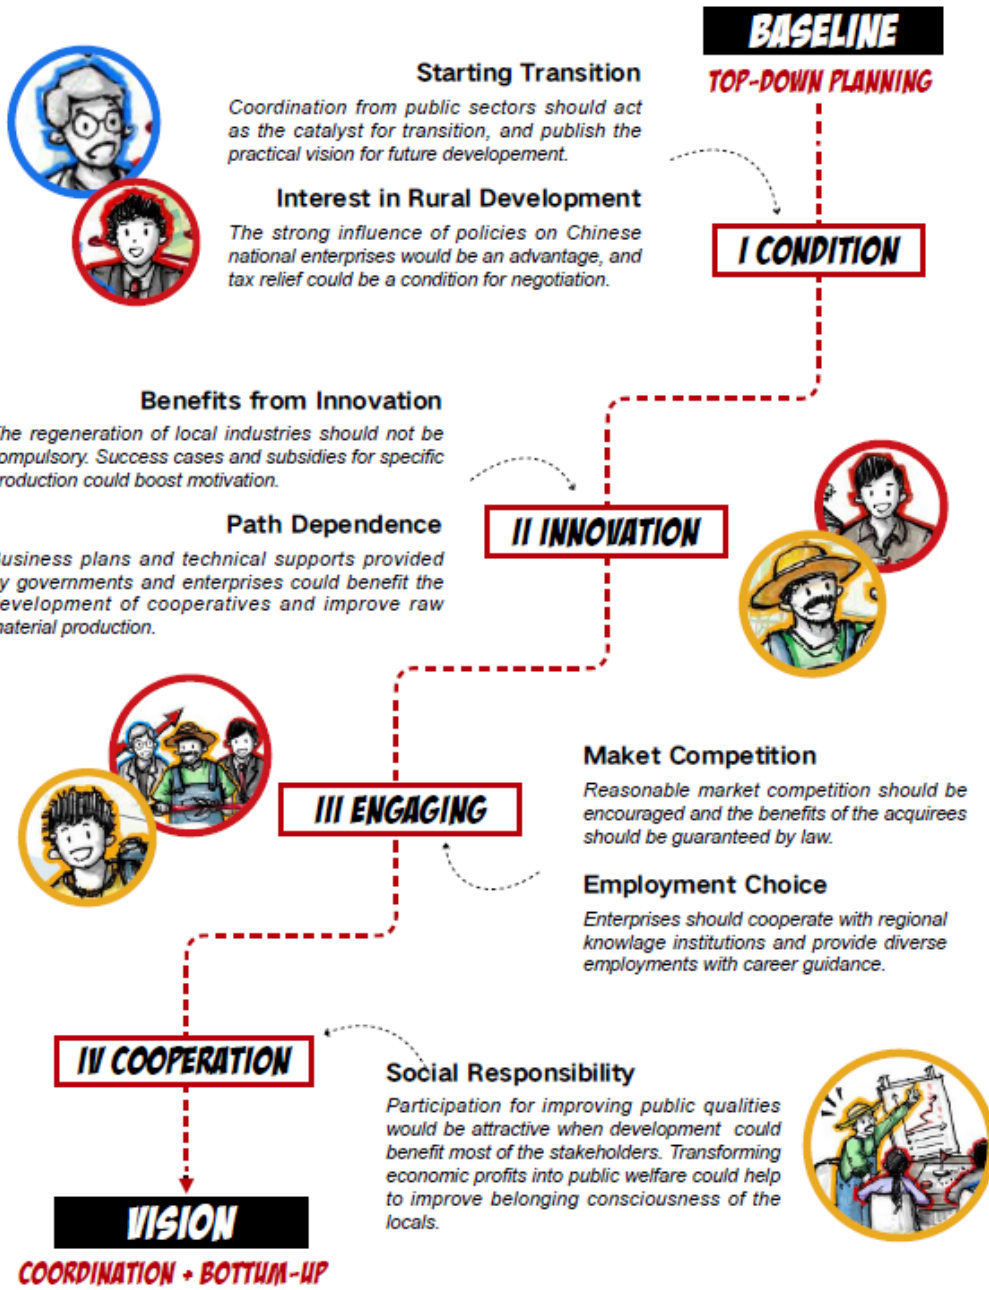 BASELINE
TOP-DOWN PLANNING
Starting Transition
Coordination from public sectors should act
as the catalyst for transition, and publish the
practical vision for future developement.
Interest in Rural Development
The strong influence of policies on Chinese
national enterprises would be an advantage, and
tax relief could be a condition for negotiation.
I CONDITION
Benefits from Innovation
he regeneration of local industries should not be
ompulsory. Success cases and subsidies for specific
roduction could boost motivation.
Path Dependence
usiness plans and technical supports provided
y governments and enterprises could benefit the
evelopment of cooperatives and improve raw
aterial production.
II INNOVATION
III ENGAGING
Maket Competition
Reasonable market competition should be
encouraged and the benefits of the acquirees
should be guaranteed by law.
Employment Choice
Enterprises should cooperate with regional
knowlage institutions and provide diverse
employments with career guidance.
IV COOPERATION
Social Responsibility
Participation for improving public qualities
would be attractive when development could
benefit most of the stakeholders. Transforming
economic profits into public welfare could help
to improve belonging consciousness of the
locals.
VISION
COORDINATION + BOTTUM-UP